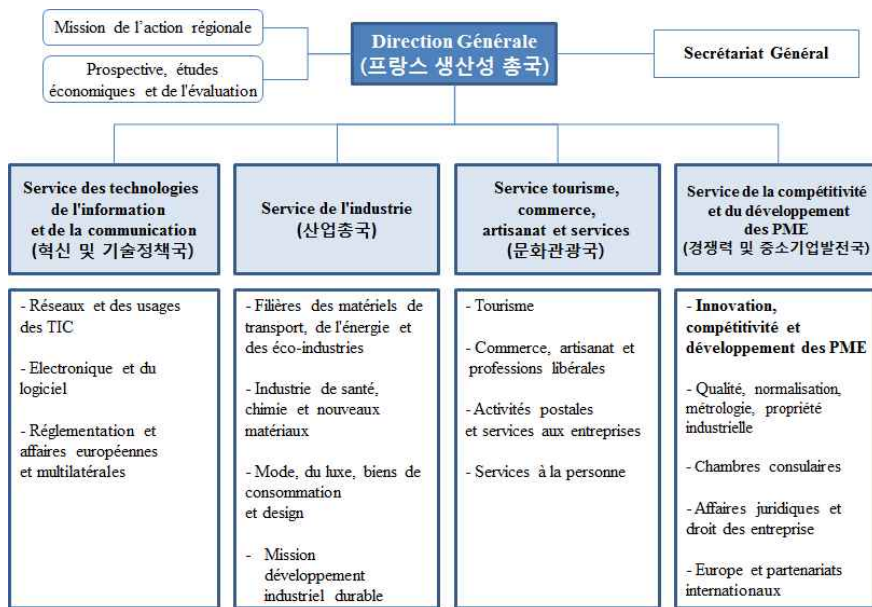 Mission de l'action régionale
Prospective, études
économiques et de l'évaluation
Direction Générale
(프랑스 생산성 총국)
Secrétariat Général
Service des technologies
de l'information
et de la communication
(혁신 및 기술정책국)
Service de l'industrie
(산업총국)
Service tourisme,
commerce,
artisanat et services
(문화관광국)
Service de la compétitivité
et du développement
des PME
(경쟁력 및 중소기업발전국)
- Réseaux et des usages
des TIC
- Electronique et du
logiciel
- Réglementation et
affaires européennes
et multilatérales
- Filières des matériels de
transport, de l'énergie et
des éco-industries
- Industrie de santé,
chimie et nouveaux
matériaux
- Mode, du luxe, biens de
consommation
et design
- Mission
développement
industriel durable
- Tourisme
- Commerce, artisanat et
professions libérales
- Activités postales
et services aux entreprises
- Services à la personne
- Innovation,
compétitivité et
développement des PME
- Qualité, normalisation,
métrologie, propriété
industrielle
- Chambres consulaires
- Affaires juridiques et
droit des entreprise
- Europe et partenariats
internationaux